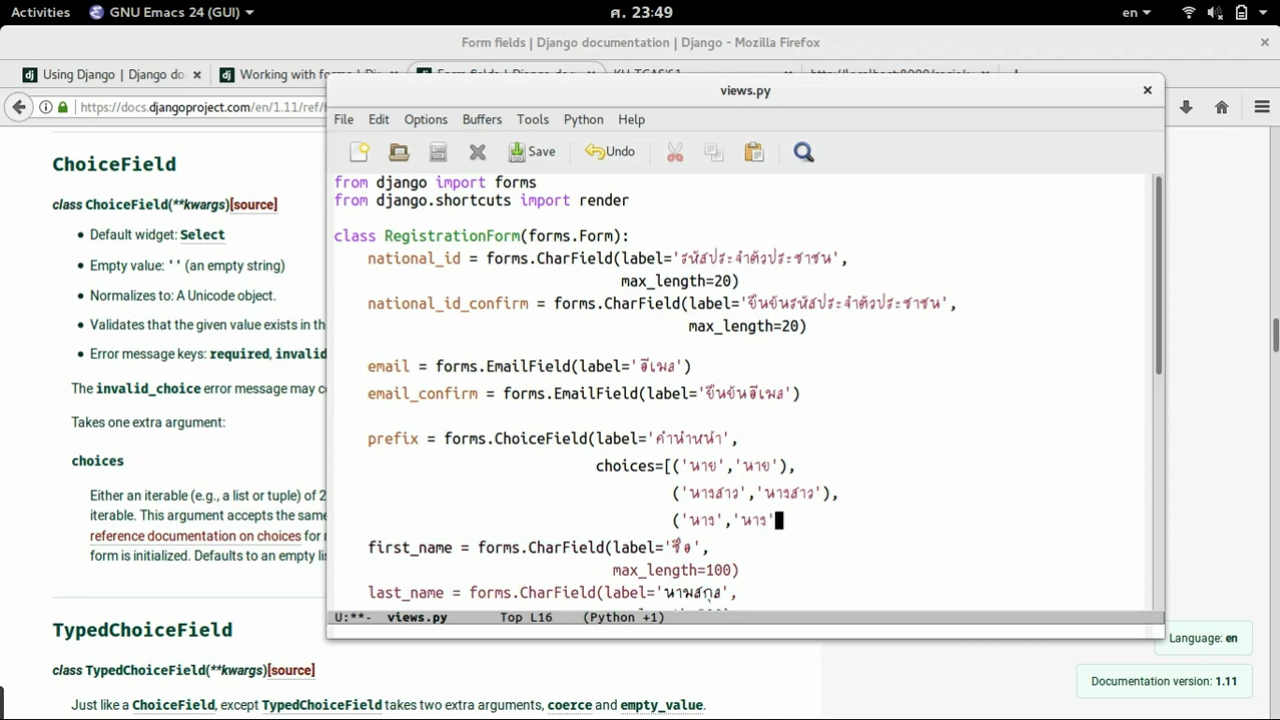 Activities GNU Emacs 24 (GUI) ศ. 23:49 en
Form fields | Django documentation | Django - Mozilla Firefox
Using Django | Django do Working with forms
https://docs.djangoproject.com/en/1.11/ref/
views.py
File Edit Options Buffers Tools Python Help
Save Undo
from django import forms
from django.shortcuts import render
class RegistrationForm(forms.Form):
national_id = forms.CharField(label='รหัสประจำตัวประชาชน',
max_length=20)
national_id_confirm = forms.CharField(label='ยืนยันรหัสประจำตัวประชาชน',
max_length=20)
email = forms.EmailField(label='อีเมล')
email_confirm = forms.EmailField(label='ยืนยันอีเมล')
prefix = forms.ChoiceField(label='คำนำหน้า',
choices=[('นาย','นาย'),
('นางสาว','นางสาว'),
('นาง','นาง'
first_name = forms.CharField(label='ชื่อ',
max_length=100)
last_name = forms.CharField(label='นามสกุล',
U:**- views.py Top L16 (Python +1)
ChoiceField
class ChoiceField(**kwargs)[source]
Default widget: Select
Empty value: '' (an empty string)
Normalizes to: A Unicode object.
Validates that the given value exists in th
Error message keys: required, invalid
The invalid_choice error message may c
Takes one extra argument:
choices
Either an iterable (e.g., a list or tuple) of 2
iterable. This argument accepts the same
reference documentation on choices for
form is initialized. Defaults to an empty
TypedChoiceField
class TypedChoiceField(**kwargs)[source]
Just like a ChoiceField, except TypedChoiceField takes two extra arguments, coerce and empty_value.
Language: en
Documentation version: 1.11